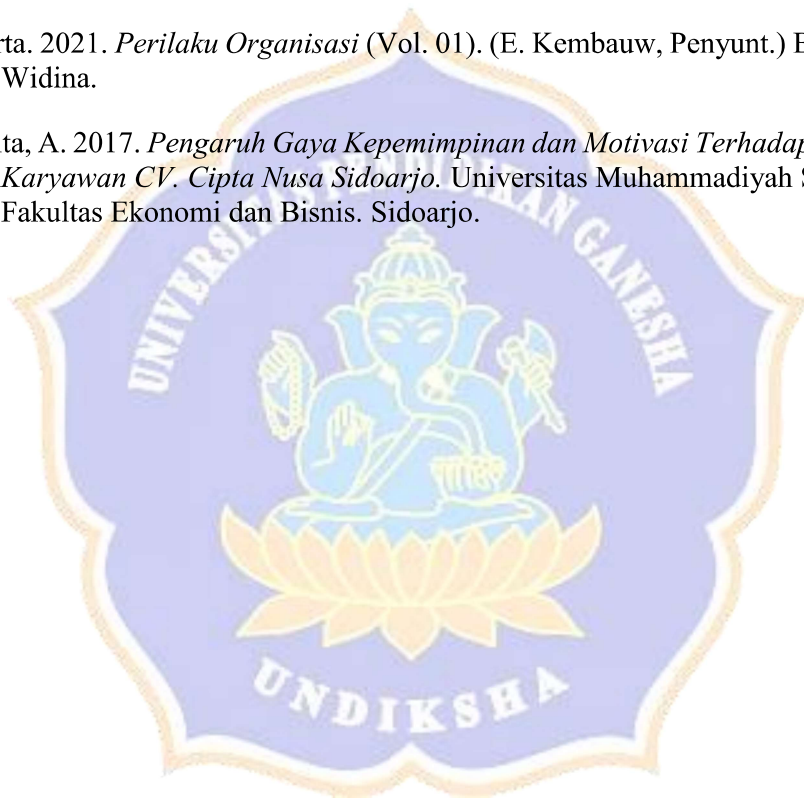 rta. 2021. Perilaku Organisasi (Vol. 01). (E. Kembauw, Penyunt.)
Widina.
ta, A. 2017. Pengaruh Gaya Kepemimpinan dan Motivasi Terhadap
Karyawan CV. Cipta Nusa Sidoarjo. Universitas Muhammadiyah S
Fakultas Ekonomi dan Bisnis. Sidoarjo.
UNIVERSITAS PENDIDIKAN GANESHA
UNDIKSHA